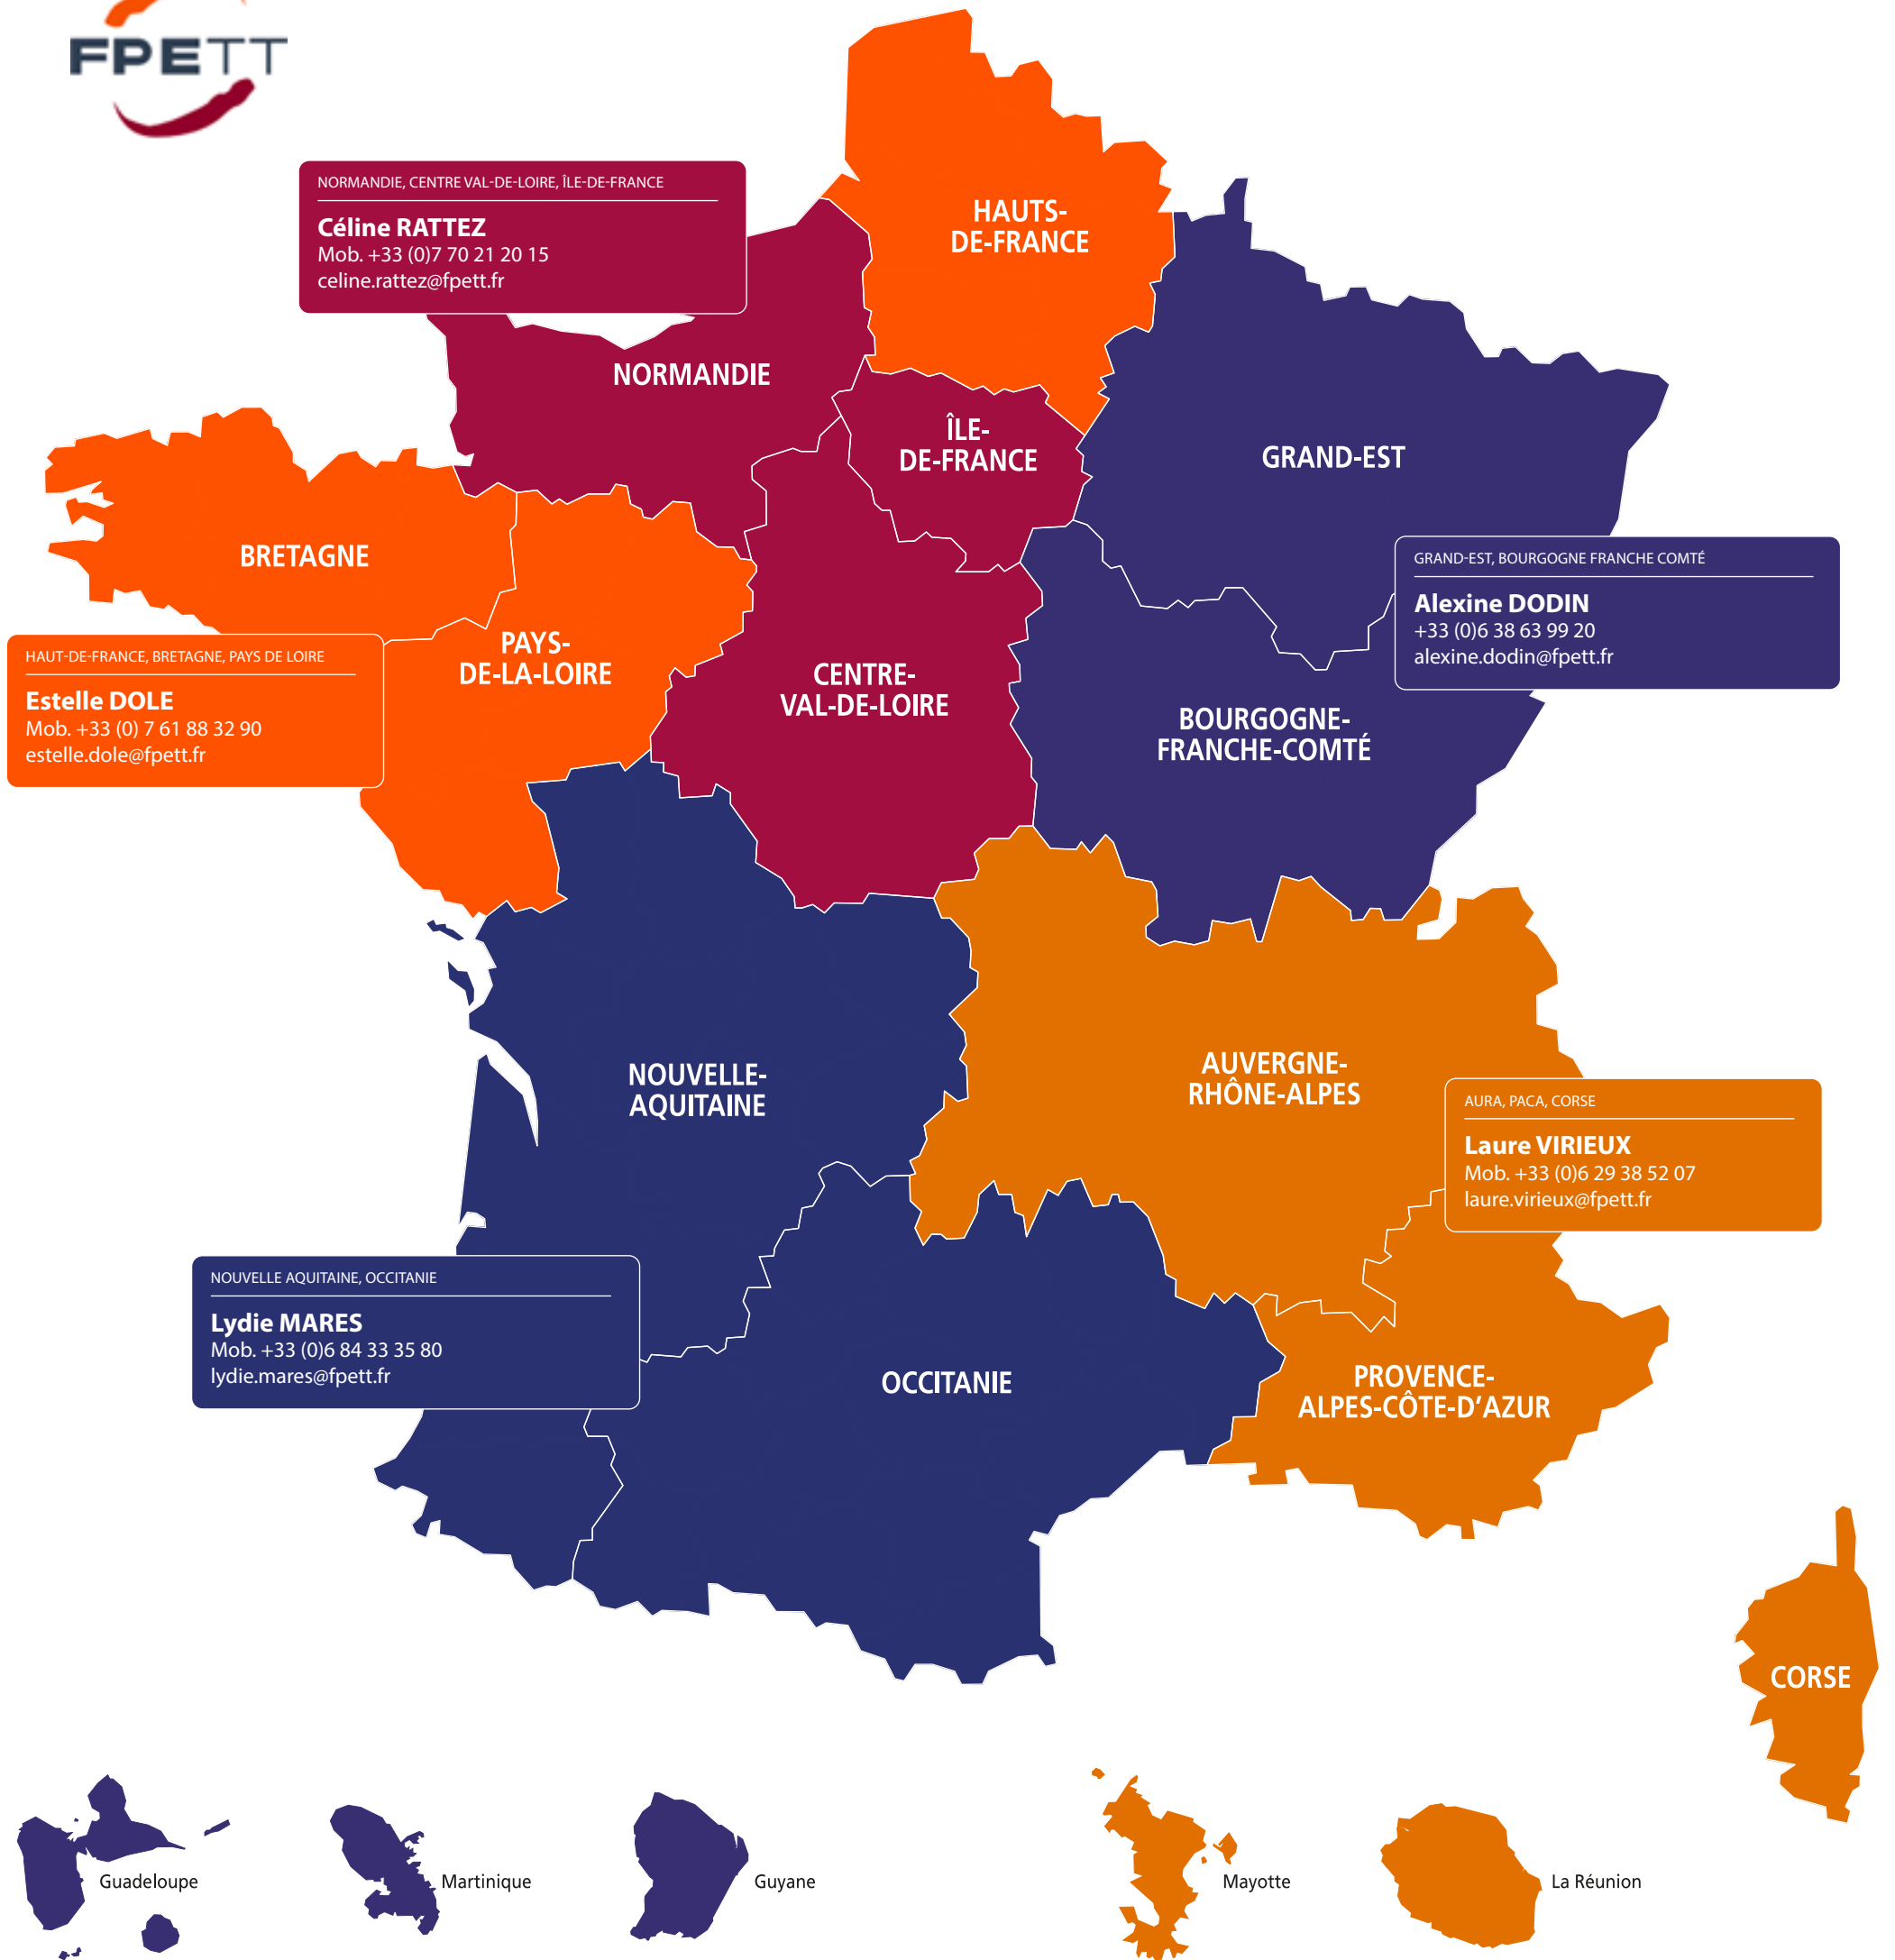 FPETT
NORMANDIE, CENTRE VAL-DE-LOIRE, ÎLE-DE-FRANCE
Céline RATTEZ
Mob. +33 (0)7 70 21 20 15
celine.rattez@fpett.fr
HAUTS-
DE-FRANCE
NORMANDIE
ÎLE-
DE-FRANCE
GRAND-EST
BRETAGNE
GRAND-EST, BOURGOGNE FRANCHE COMTÉ
Alexine DODIN
+33 (0)6 38 63 99 20
alexine.dodin@fpett.fr
HAUT-DE-FRANCE, BRETAGNE, PAYS DE LOIRE
Estelle DOLE
Mob. +33 (0) 7 61 88 32 90
estelle.dole@fpett.fr
PAYS-
DE-LA-LOIRE
CENTRE-
VAL-DE-LOIRE
BOURGOGNE-
FRANCHE-COMTÉ
NOUVELLE-
AQUITAINE
AUVERGNE-
RHÔNE-ALPES
AURA, PACA, CORSE
Laure VIRIEUX
Mob. +33 (0)6 29 38 52 07
laure.virieux@fpett.fr
NOUVELLE AQUITAINE, OCCITANIE
Lydie MARES
Mob. +33 (0)6 84 33 35 80
lydie.mares@fpett.fr
OCCITANIE
PROVENCE-
ALPES-CÔTE-D'AZUR
CORSE
Guadeloupe
Martinique
Guyane
Mayotte
La Réunion